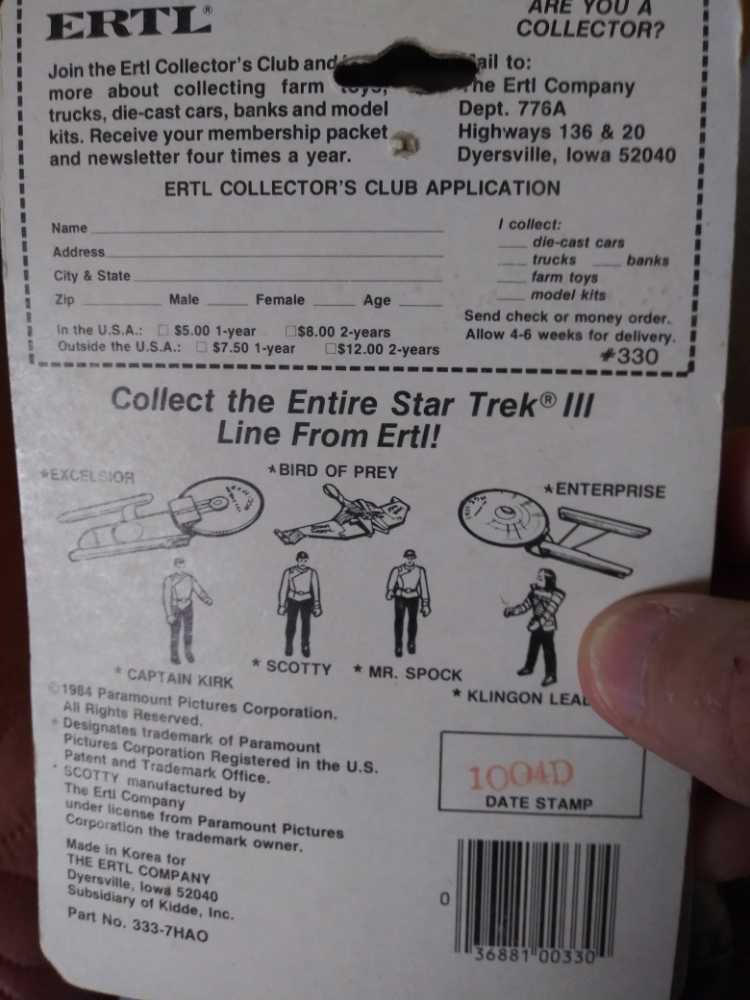 ERTL®
ARE YOU A
COLLECTOR?
Join the Ertl Collector's Club and
more about collecting farm toys,
trucks, die-cast cars, banks and model
kits. Receive your membership packet
and newsletter four times a year.
Mail to:
The Ertl Company
Dept. 776A
Highways 136 & 20
Dyersville, Iowa 52040
ERTL COLLECTOR'S CLUB APPLICATION
Name
Address
City & State
Zip Male Female Age
In the U.S.A.: $5.00 1-year $8.00 2-years
Outside the U.S.A.: $7.50 1-year $12.00 2-years
I collect:
die-cast cars
trucks banks
farm toys
model kits
Send check or money order.
Allow 4-6 weeks for delivery.
#330
Collect the Entire Star Trek® III
Line From Ertl!
*EXCELSIOR
*BIRD OF PREY
*ENTERPRISE
* CAPTAIN KIRK
* SCOTTY
* MR. SPOCK
* KLINGON LEA
©1984 Paramount Pictures Corporation.
All Rights Reserved.
* Designates trademark of Paramount
Pictures Corporation Registered in the U.S.
Patent and Trademark Office.
* SCOTTY manufactured by
The Ertl Company
under license from Paramount Pictures
Corporation the trademark owner.
Made in Korea for
THE ERTL COMPANY
Dyersville, Iowa 52040
Subsidiary of Kidde, Inc.
Part No. 333-7HAO
1004D
DATE STAMP
0 36881 00330